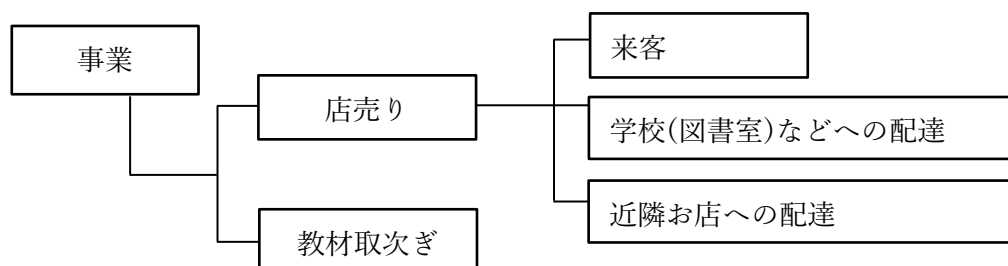 事業
店売り
教材取次ぎ
来客
学校(図書室)などへの配達
近隣お店への配達